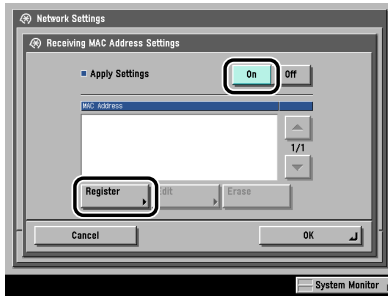 Network Settings
Receiving MAC Address Settings
Apply Settings
On
Off
MAC Address
1/1
Register
Edit
Erase
Cancel
OK
System Monitor